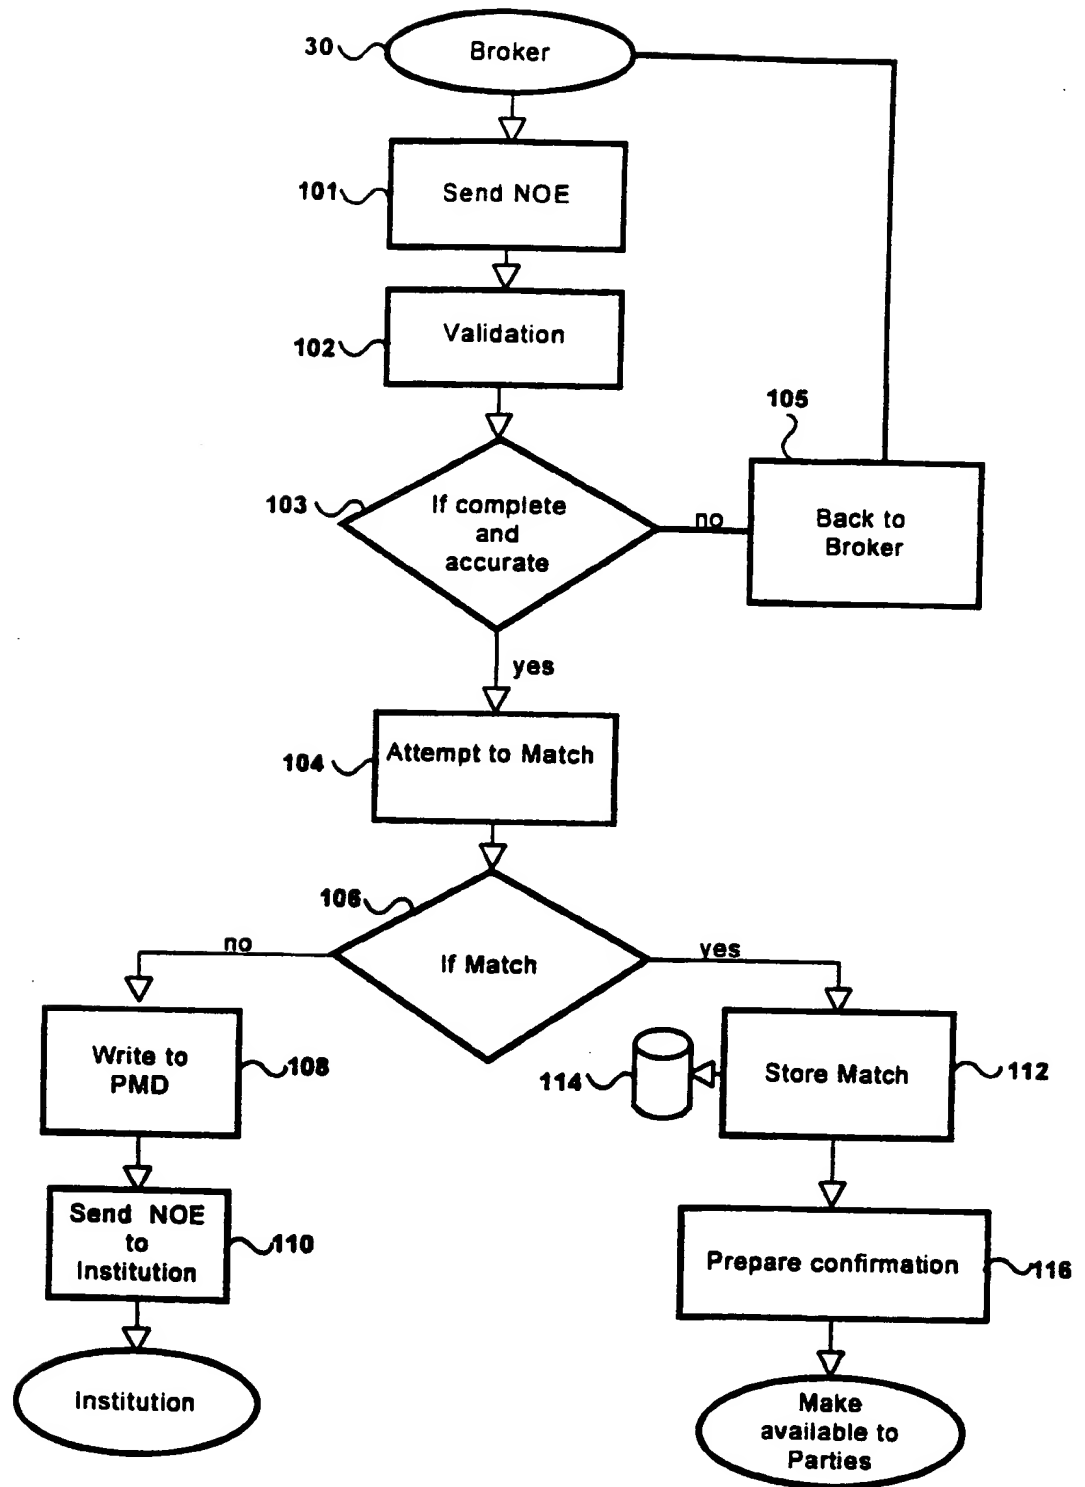 30
Broker
101
Send NOE
102
Validation
105
103
If complete
and
accurate
no
Back to
Broker
yes
104
Attempt to Match
106
no
If Match
yes
Write to
PMD
108
114
Store Match
112
Send NOE
to
Institution
110
Prepare confirmation
116
Institution
Make
available to
Parties